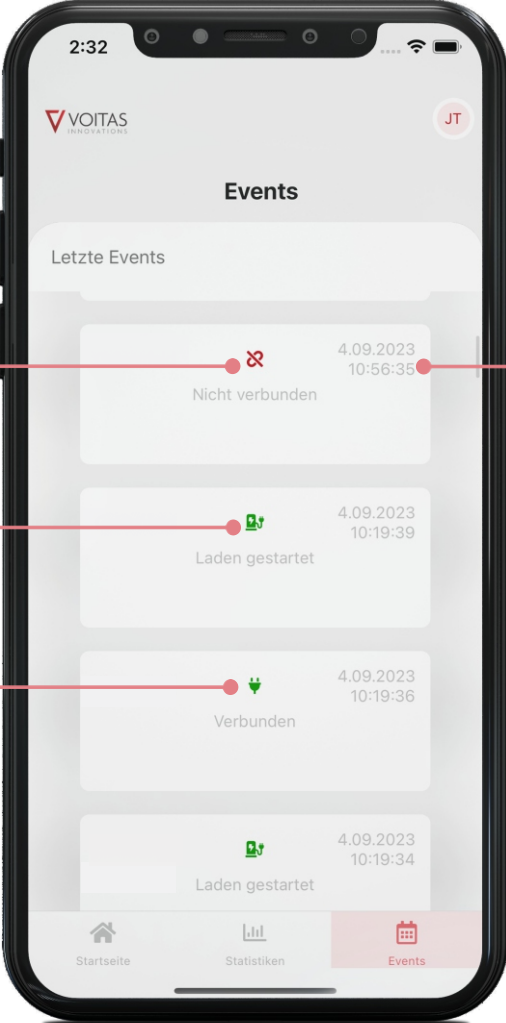 2:32
VOITAS
INNOVATIONS
JT
Events
Letzte Events
4.09.2023
10:56:35
Nicht verbunden
4.09.2023
10:19:39
Laden gestartet
4.09.2023
10:19:36
Verbunden
4.09.2023
10:19:34
Laden gestartet
Startseite
Statistiken
Events